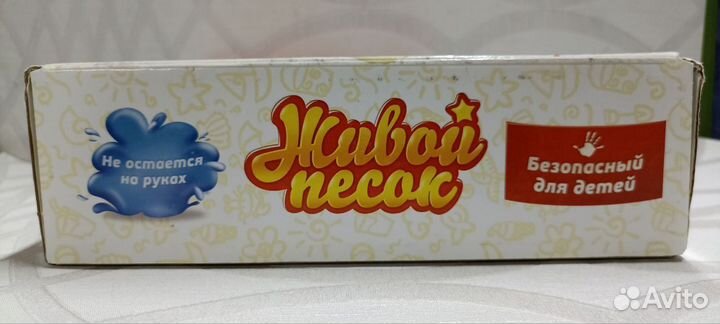 Не остается
на руках
Живой
песок
Безопасный
для детей
Avito